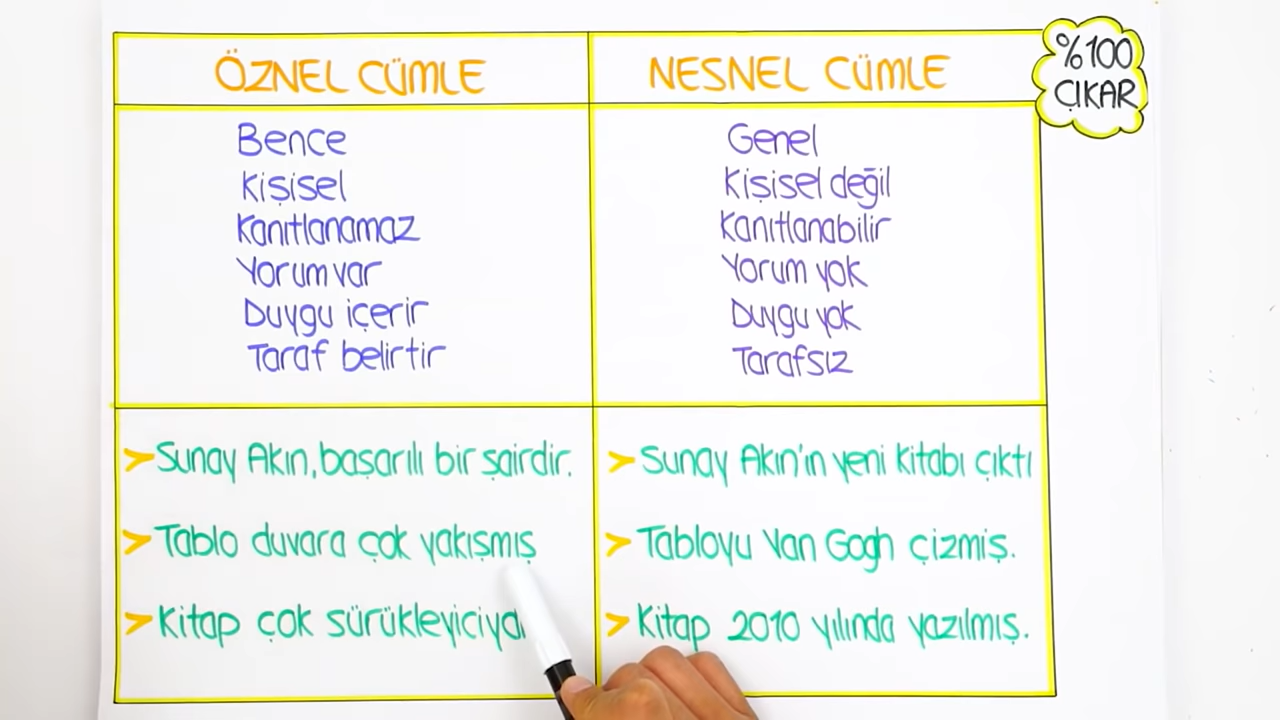 ÖZNEL CÜMLE
NESNEL CÜMLE
%100
ÇIKAR
Bence
Kişisel
Kanıtlanamaz
Yorum var
Duygu içerir
Taraf belirtir
Genel
Kişisel değil
Kanıtlanabilir
Yorum yok
Duygu yok
Tarafsız
➤ Sunay Akın, başarılı bir şairdir.
➤ Tablo duvara çok yakışmış
➤ Kitap çok sürükleyiciydi
➤ Sunay Akın'ın yeni kitabı çıktı
➤ Tabloyu Van Gogh çizmiş.
➤ Kitap 2010 yılında yazılmış.